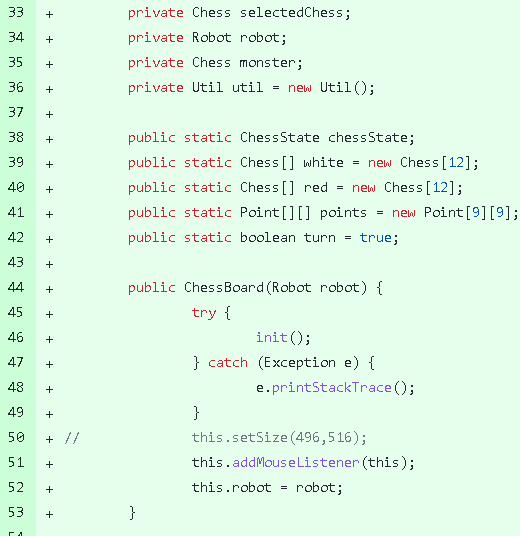 33 + private Chess selectedChess;
34 + private Robot robot;
35 + private Chess monster;
36 + private Util util = new Util();
37 +
38 + public static ChessState chessState;
39 + public static Chess[] white = new Chess[12];
40 + public static Chess[] red = new Chess[12];
41 + public static Point[][] points = new Point[9][9];
42 + public static boolean turn = true;
43 +
44 + public ChessBoard(Robot robot) {
45 + try {
46 + init();
47 + } catch (Exception e) {
48 + e.printStackTrace();
49 + }
50 + // this.setSize(496,516);
51 + this.addMouseListener(this);
52 + this.robot = robot;
53 + }